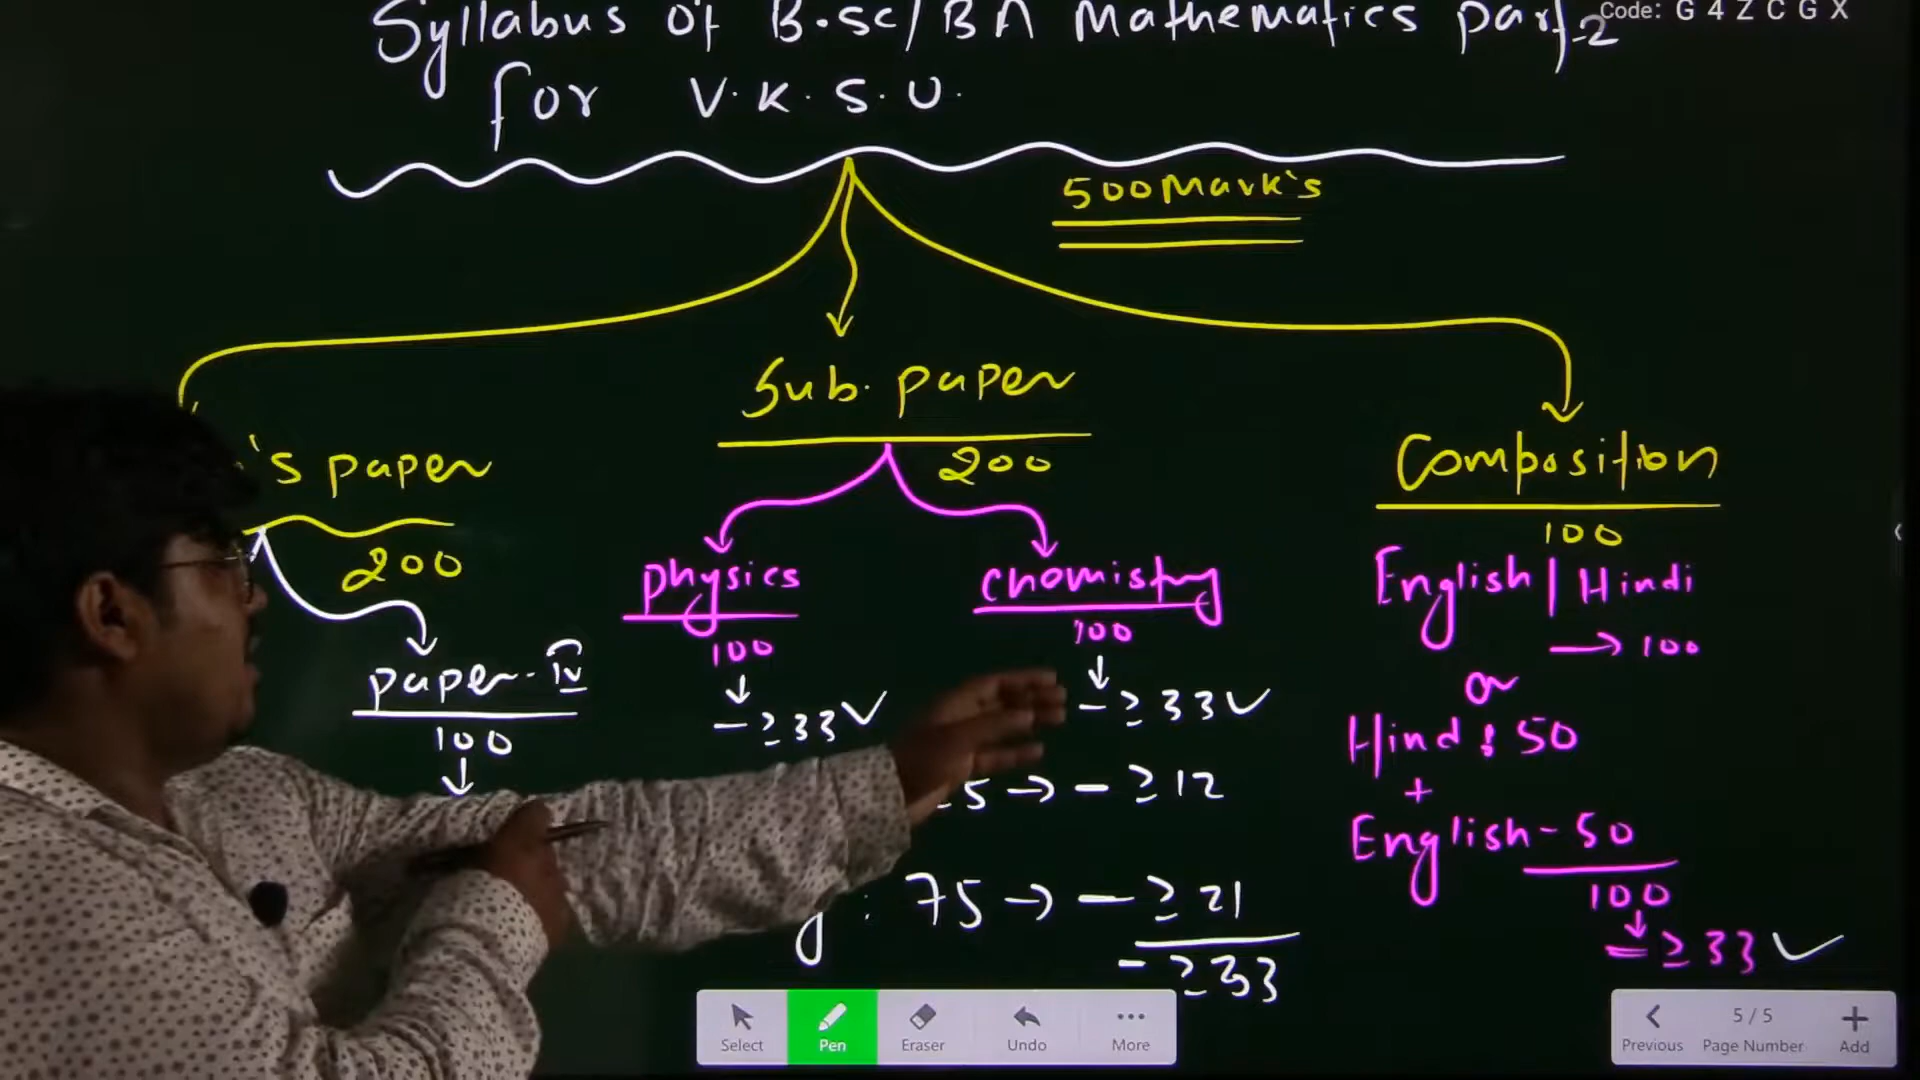 Syllabus of B.sc/BA Mathematics part-2
Code: G 4 Z C G X
for V.K.S.U.
500 Mark's
Sub. paper
200
's paper
200
Composition
100
physics
100
chomistry
100
English | Hindi
→ 100
paper-IV
100
↓
↓
- ≥ 33 ✓
↓
- ≥ 33 ✓
or
Hindi 50
+
English - 50
100
↓
- ≥ 33 ✓
5 → - ≥ 12
: 75 → - ≥ 21
- ≥ 33
Select
Pen
Eraser
Undo
More
Previous
5 / 5
Page Number
Add